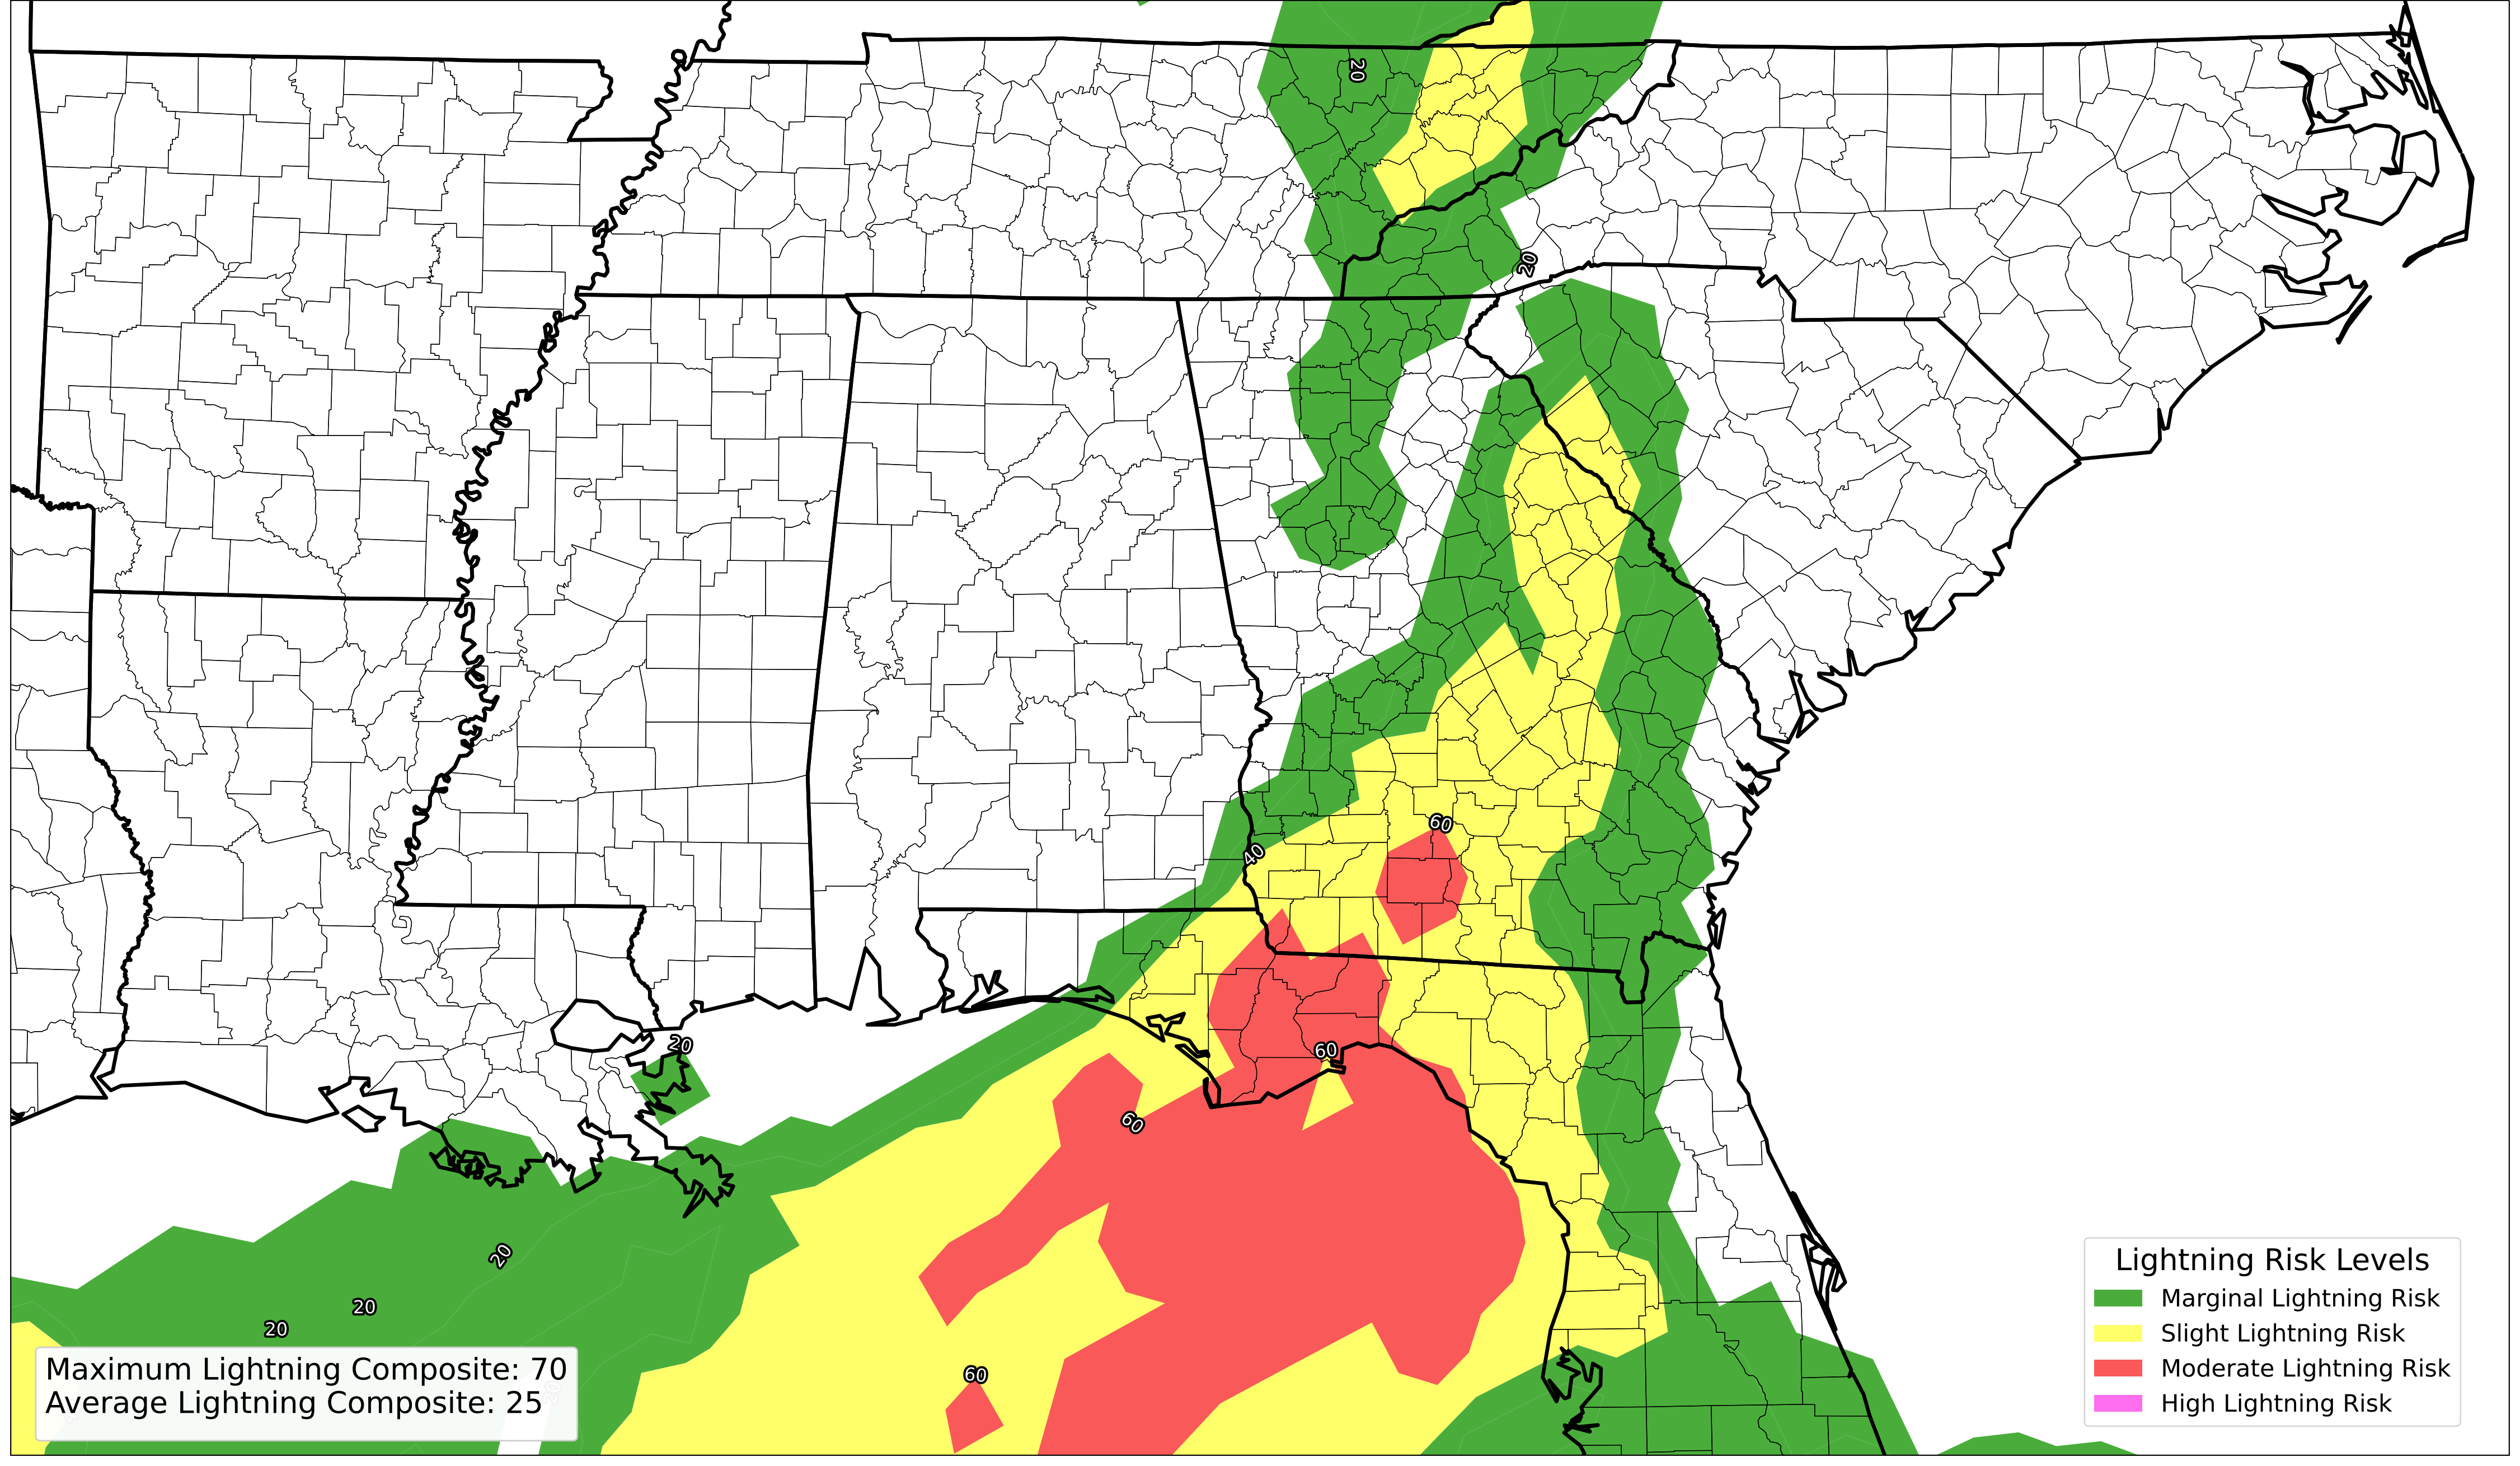 20
20
40
60
20
60
60
20
20
20
60
Maximum Lightning Composite: 70
Average Lightning Composite: 25
Lightning Risk Levels
Marginal Lightning Risk
Slight Lightning Risk
Moderate Lightning Risk
High Lightning Risk